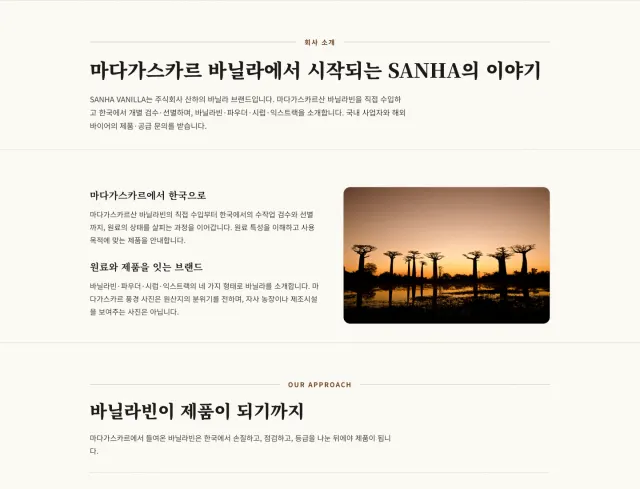 회사 소개
마다가스카르 바닐라에서 시작되는 SANHA의 이야기
SANHA VANILLA는 주식회사 산하의 바닐라 브랜드입니다. 마다가스카르산 바닐라빈을 직접 수입하
고 한국에서 개별 검수·선별하며, 바닐라빈·파우더·시럽·익스트랙을 소개합니다. 국내 사업자와 해외
바이어의 제품·공급 문의를 받습니다.
마다가스카르에서 한국으로
마다가스카르산 바닐라빈의 직접 수입부터 한국에서의 수작업 검수와 선별
까지, 원료의 상태를 살피는 과정을 이어갑니다. 원료 특성을 이해하고 사용
목적에 맞는 제품을 안내합니다.
원료와 제품을 잇는 브랜드
바닐라빈·파우더·시럽·익스트랙의 네 가지 형태로 바닐라를 소개합니다. 마
다가스카르 풍경 사진은 원산지의 분위기를 전하며, 자사 농장이나 제조시설
을 보여주는 사진은 아닙니다.
OUR APPROACH
바닐라빈이 제품이 되기까지
마다가스카르에서 들여온 바닐라빈은 한국에서 손질하고, 점검하고, 등급을 나눈 뒤에야 제품이 됩니
다.